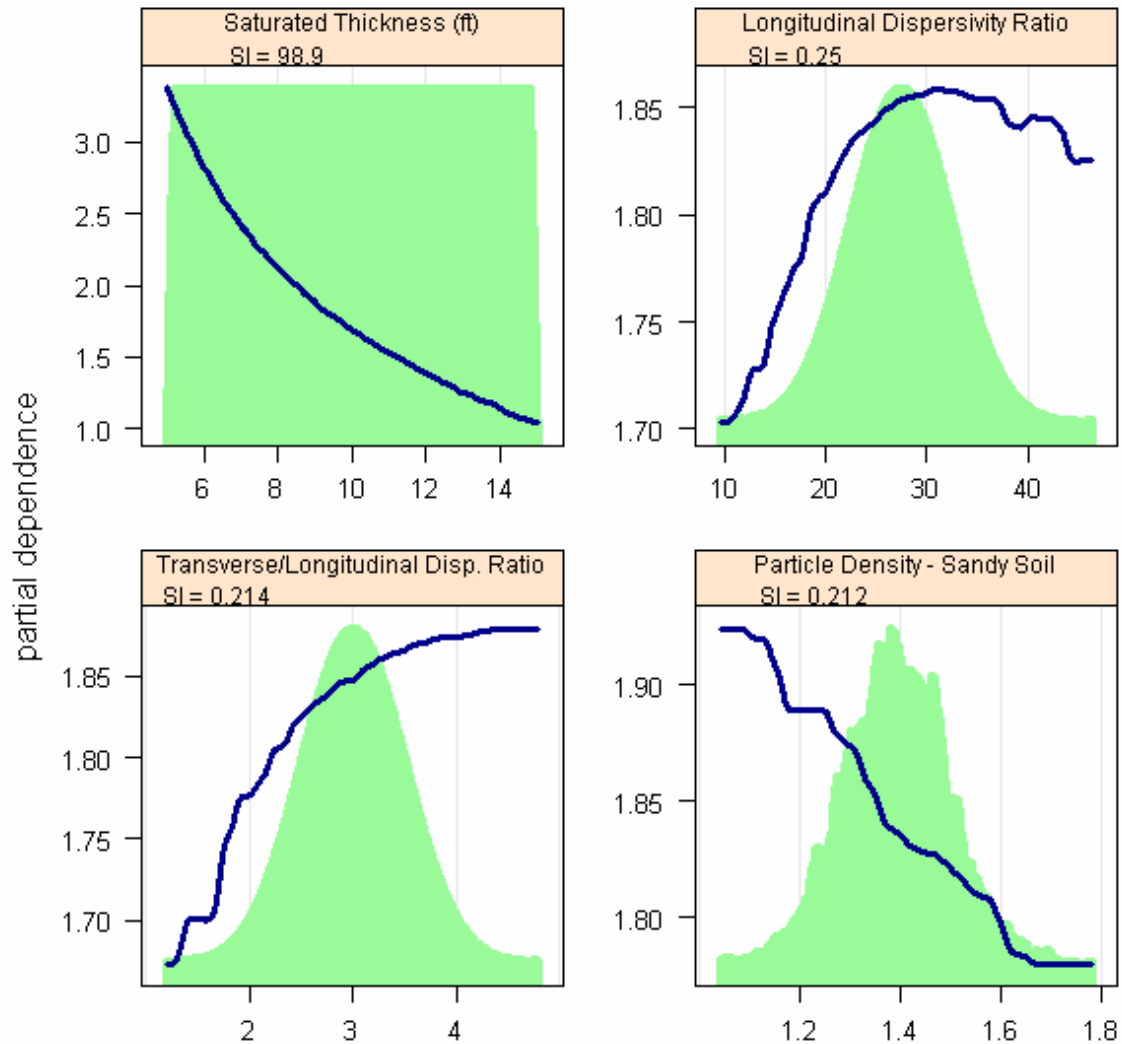 Saturated Thickness (ft)
SI = 98.9
Longitudinal Dispersivity Ratio
SI = 0.25
3.0
2.5
2.0
1.5
1.0
6 8 10 12 14
1.85
1.80
1.75
1.70
10 20 30 40
partial dependence
Transverse/Longitudinal Disp. Ratio
SI = 0.214
Particle Density - Sandy Soil
SI = 0.212
1.85
1.80
1.75
1.70
2 3 4
1.90
1.85
1.80
1.2 1.4 1.6 1.8